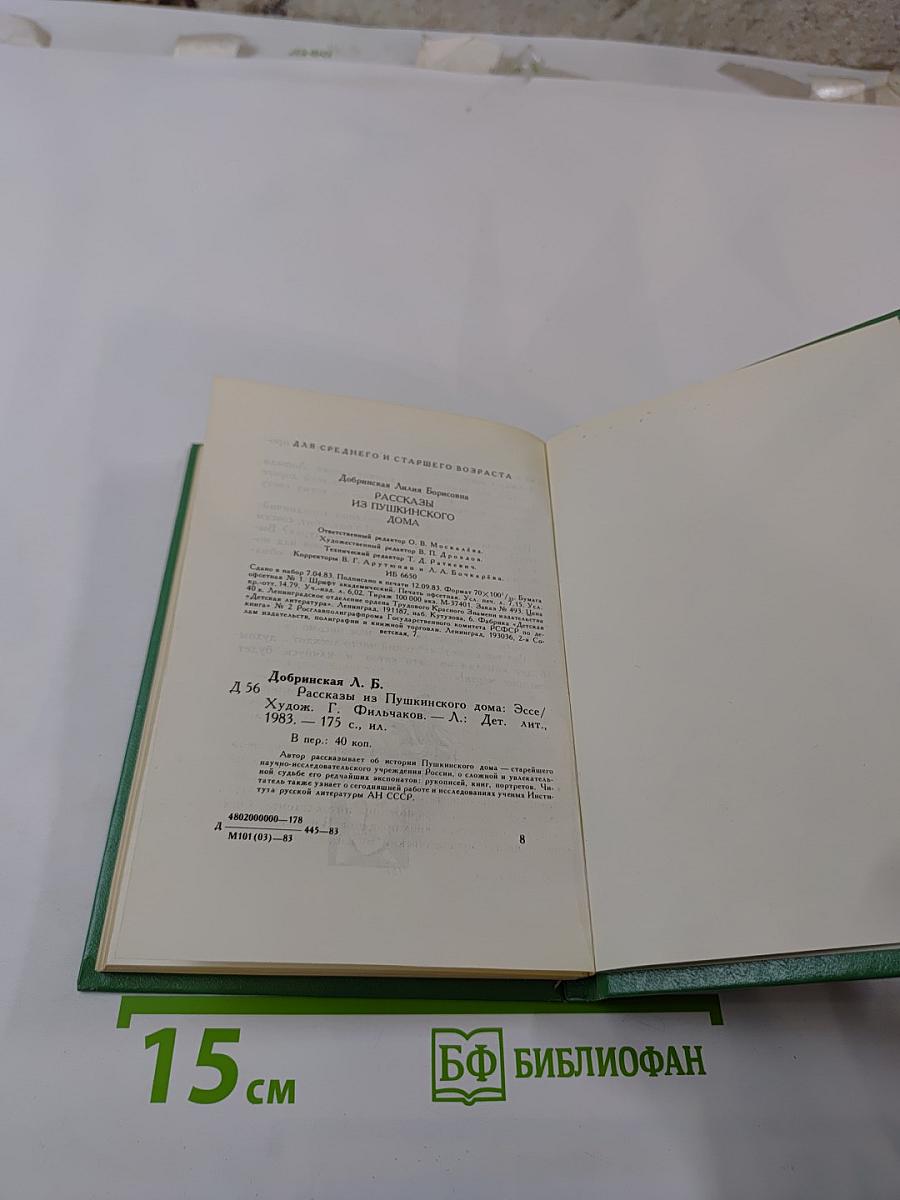 ДЛЯ СРЕДНЕГО И СТАРШЕГО ВОЗРАСТА
Добринская Лилия Борисовна
РАССКАЗЫ
ИЗ ПУШКИНСКОГО
ДОМА
Ответственный редактор О. В. Москалёва.
Художественный редактор В. П. Дроздов.
Технический редактор Т. Д. Раткевич.
Корректоры В. Г. Арутюнян и Л. А. Бочкарёва.
ИБ 6650
Сдано в набор 7.04.83. Подписано к печати 12.09.83. Формат 70×100¹/₃₂. Бумага
офсетная № 1. Шрифт академический. Печать офсетная. Усл. печ. л. 7,15. Усл.
кр.-отт. 14,79. Уч.-изд. л. 6,02. Тираж 100 000 экз. М-37401. Заказ № 493. Цена
40 к. Ленинградское отделение ордена Трудового Красного Знамени издательства
«Детская литература». Ленинград, 191187, наб. Кутузова, 6. Фабрика «Детская
книга» № 2 Росглавполиграфпрома Государственного комитета РСФСР по де-
лам издательств, полиграфии и книжной торговли. Ленинград, 193036, 2-я Со-
ветская, 7.
Добринская Л. Б.
Д 56 Рассказы из Пушкинского дома: Эссе/
Худож. Г. Фильчаков. — Л.: Дет. лит.,
1983. — 175 с., ил.
В пер.: 40 коп.
Автор рассказывает об истории Пушкинского дома — старейшего
научно-исследовательского учреждения России, о сложной и увлекатель-
ной судьбе его редчайших экспонатов: рукописей, книг, портретов. Чи-
татель также узнает о сегодняшней работе и исследованиях ученых Инсти-
тута русской литературы АН СССР.
4802000000—178
Д 445—83 8
М101(03)—83
15 см
БФ БИБЛИОФАН